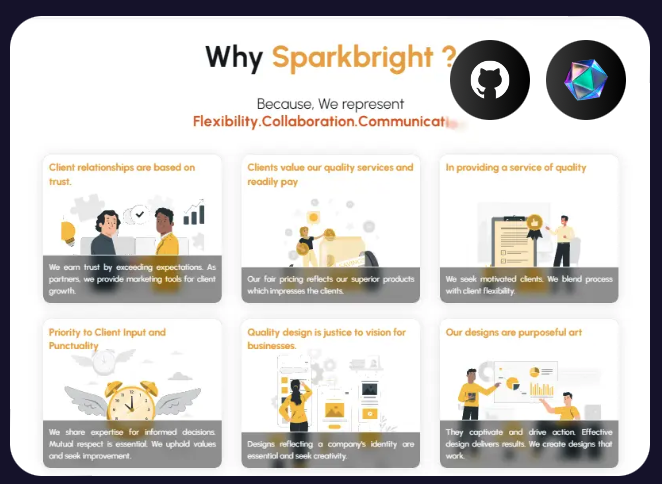 Why Sparkbright ?
Because, We represent
Flexibility.Collaboration.Communicati
Client relationships are based on
trust.
We earn trust by exceeding expectations. As
partners, we provide marketing tools for client
growth.
Clients value our quality services and
readily pay
Our fair pricing reflects our superior products
which impresses the clients.
In providing a service of quality
We seek motivated clients. We blend process
with client flexibility.
Priority to Client Input and
Punctuality
We share expertise for informed decisions.
Mutual respect is essential. We uphold values
and seek improvement.
Quality design is justice to vision for
businesses.
Designs reflecting a company's identity are
essential and seek creativity.
Our designs are purposeful art
They captivate and drive action. Effective
design delivers results. We create designs that
work.